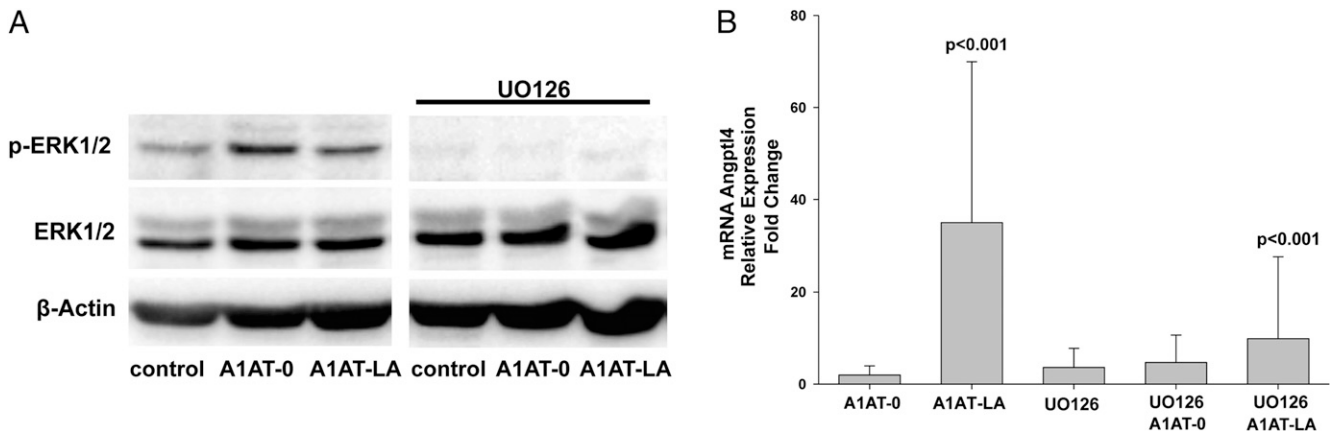 A
UO126
p-ERK1/2
ERK1/2
β-Actin
control A1AT-0 A1AT-LA control A1AT-0 A1AT-LA
B
mRNA Angptl4
Relative Expression
Fold Change
80
60
40
20
0
p<0.001
p<0.001
A1AT-0 A1AT-LA UO126 UO126 UO126
A1AT-0 A1AT-LA